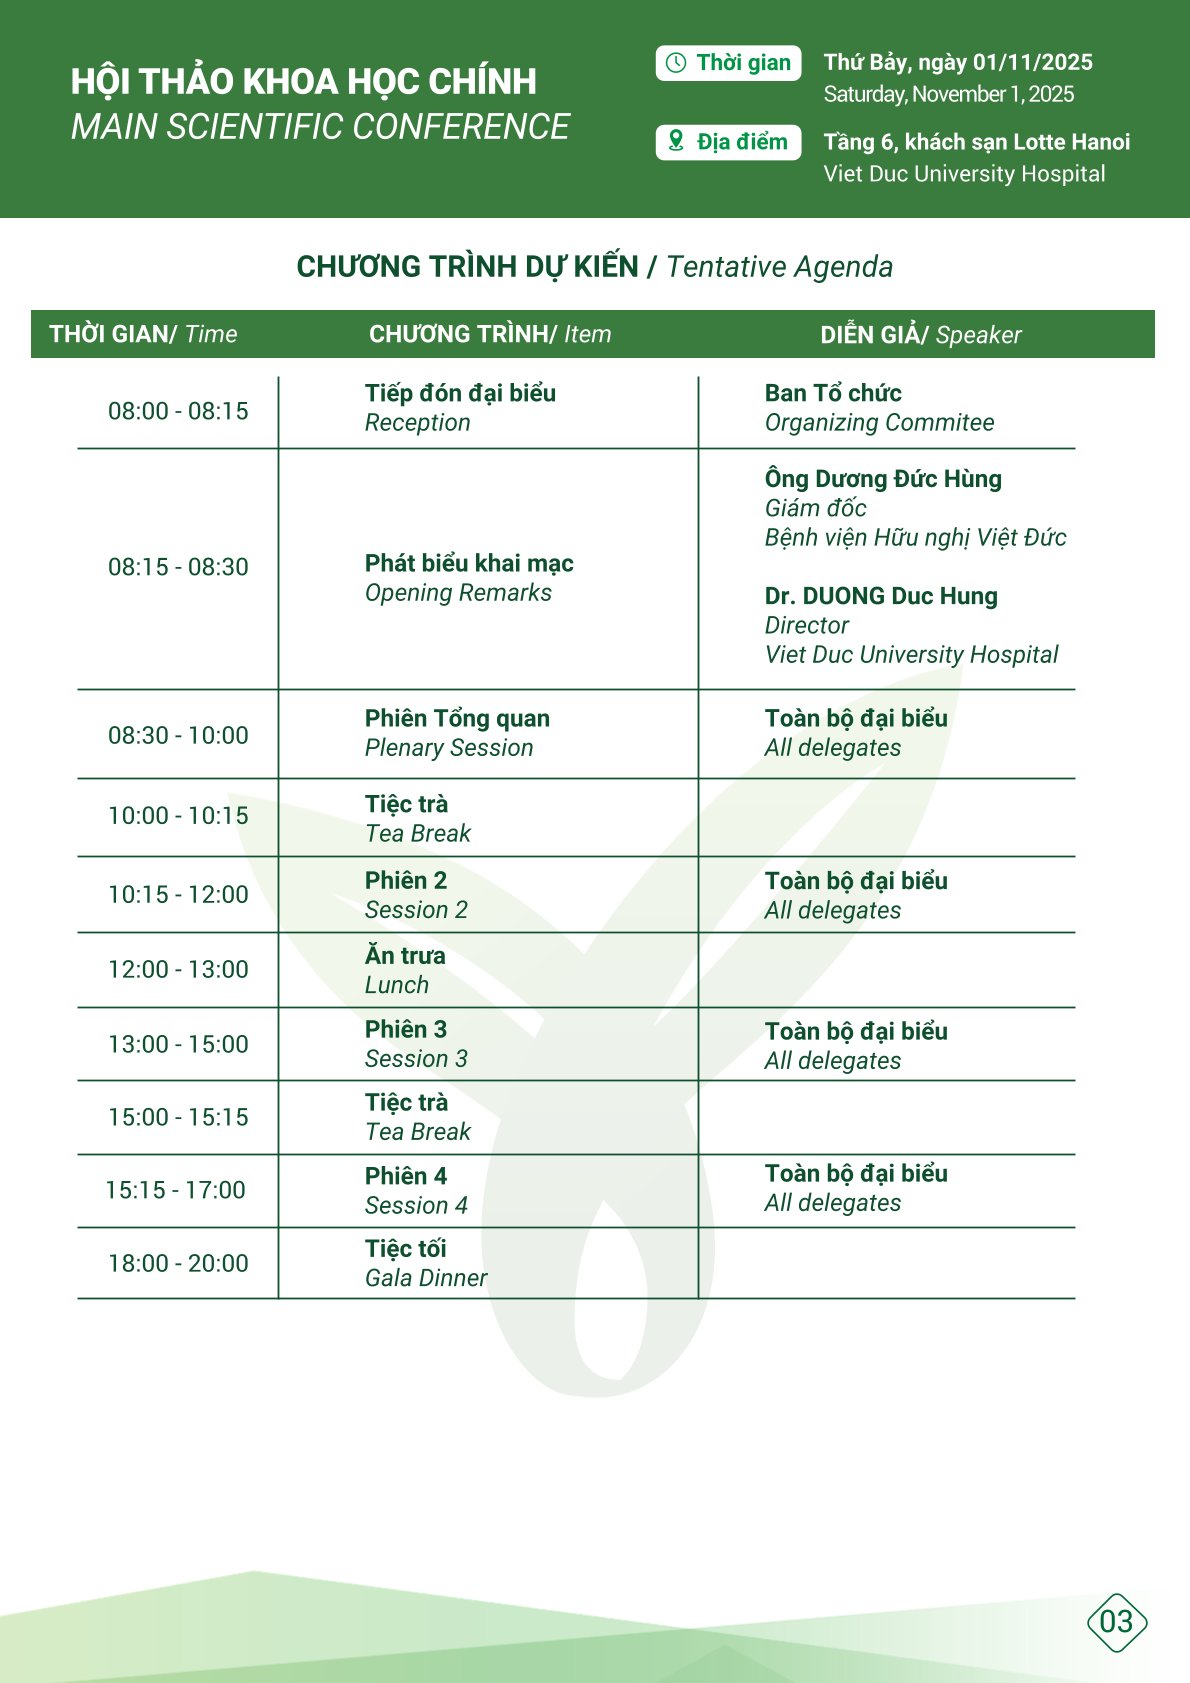 HỘI THẢO KHOA HỌC CHÍNH
MAIN SCIENTIFIC CONFERENCE
Thời gian
Thứ Bảy, ngày 01/11/2025
Saturday, November 1, 2025
Địa điểm
Tầng 6, khách sạn Lotte Hanoi
Viet Duc University Hospital
CHƯƠNG TRÌNH DỰ KIẾN / Tentative Agenda
THỜI GIAN/ Time
CHƯƠNG TRÌNH/ Item
DIỄN GIẢ/ Speaker
08:00 - 08:15
Tiếp đón đại biểu
Reception
Ban Tổ chức
Organizing Commitee
08:15 - 08:30
Phát biểu khai mạc
Opening Remarks
Ông Dương Đức Hùng
Giám đốc
Bệnh viện Hữu nghị Việt Đức
Dr. DUONG Duc Hung
Director
Viet Duc University Hospital
08:30 - 10:00
Phiên Tổng quan
Plenary Session
Toàn bộ đại biểu
All delegates
10:00 - 10:15
Tiệc trà
Tea Break
10:15 - 12:00
Phiên 2
Session 2
Toàn bộ đại biểu
All delegates
12:00 - 13:00
Ăn trưa
Lunch
13:00 - 15:00
Phiên 3
Session 3
Toàn bộ đại biểu
All delegates
15:00 - 15:15
Tiệc trà
Tea Break
15:15 - 17:00
Phiên 4
Session 4
Toàn bộ đại biểu
All delegates
18:00 - 20:00
Tiệc tối
Gala Dinner
03